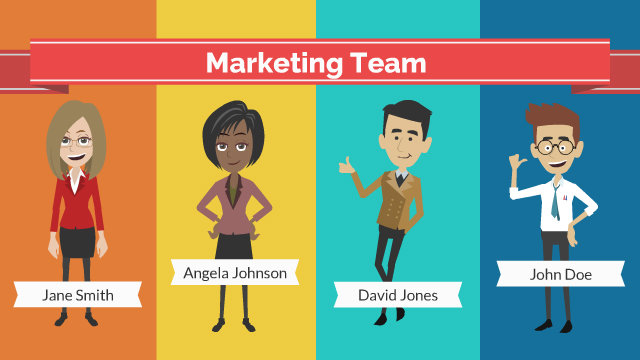 Marketing Team
Jane Smith
Angela Johnson
David Jones
John Doe